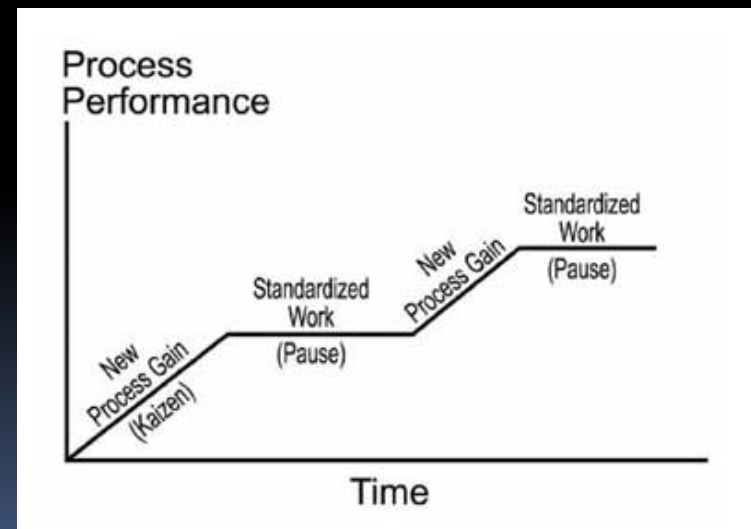 Process
Performance
New
Process Gain
(Kaizen)
Standardized
Work
(Pause)
New
Process Gain
Standardized
Work
(Pause)
Time